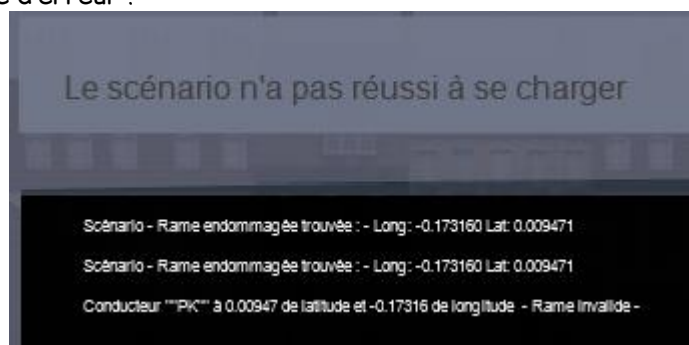 e d'erreur :
Le scénario n'a pas réussi à se charger
Scénario - Rame endommagée trouvée : - Long : -0.173160 Lat: 0.009471
Scénario - Rame endommagée trouvée : - Long : -0.173160 Lat: 0.009471
Conducteur """PK""" à 0.00947 de latitude et -0.17316 de longitude - Rame Invalide -